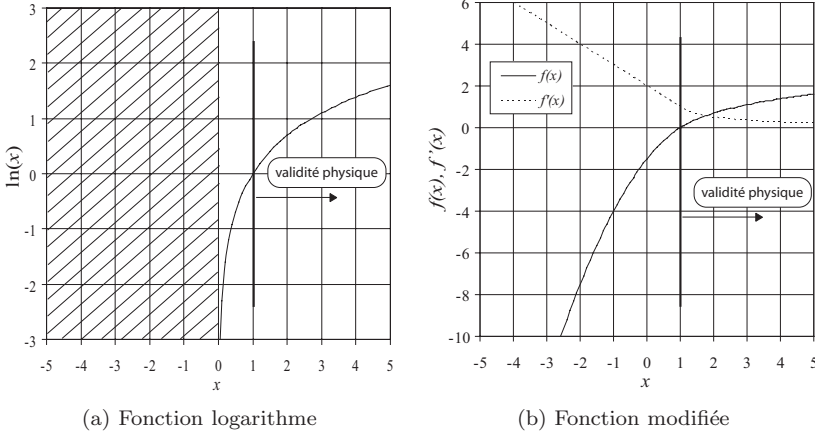 3
2
1
0
-1
-2
-3
ln(x)
-5 -4 -3 -2 -1 0 1 2 3 4 5
x
validité physique
(a) Fonction logarithme
6
4
2
0
-2
-4
-6
-8
-10
f(x), f'(x)
f(x)
f'(x)
validité physique
-5 -4 -3 -2 -1 0 1 2 3 4 5
x
(b) Fonction modifiée